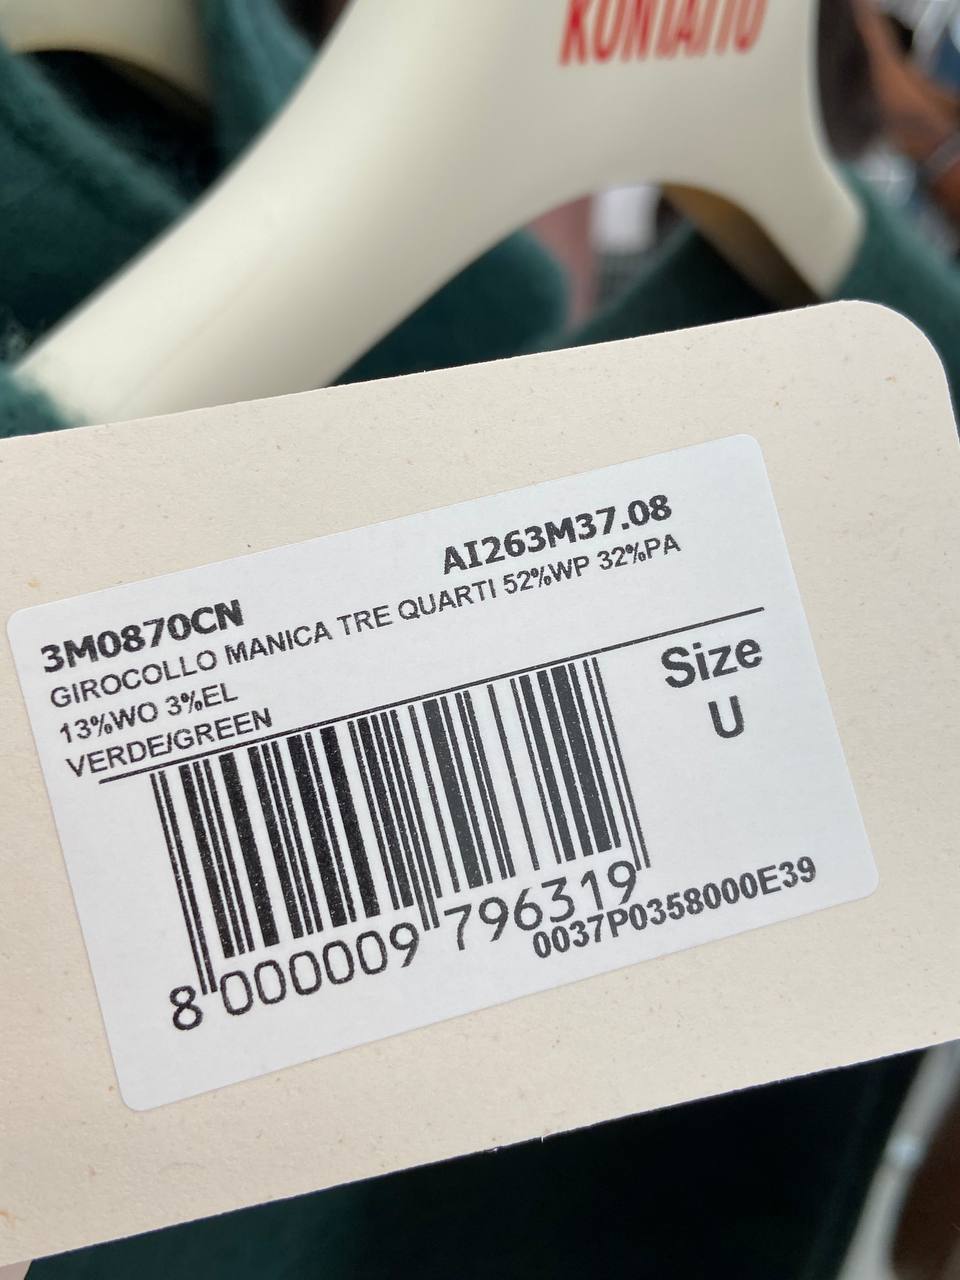 KONTATTO
AI263M37.08
3M0870CN
GIROCOLLO MANICA TRE QUARTI 52%WP 32%PA
13%WO 3%EL
VERDE/GREEN
Size
U
8 000009 796319
0037P0358000E39